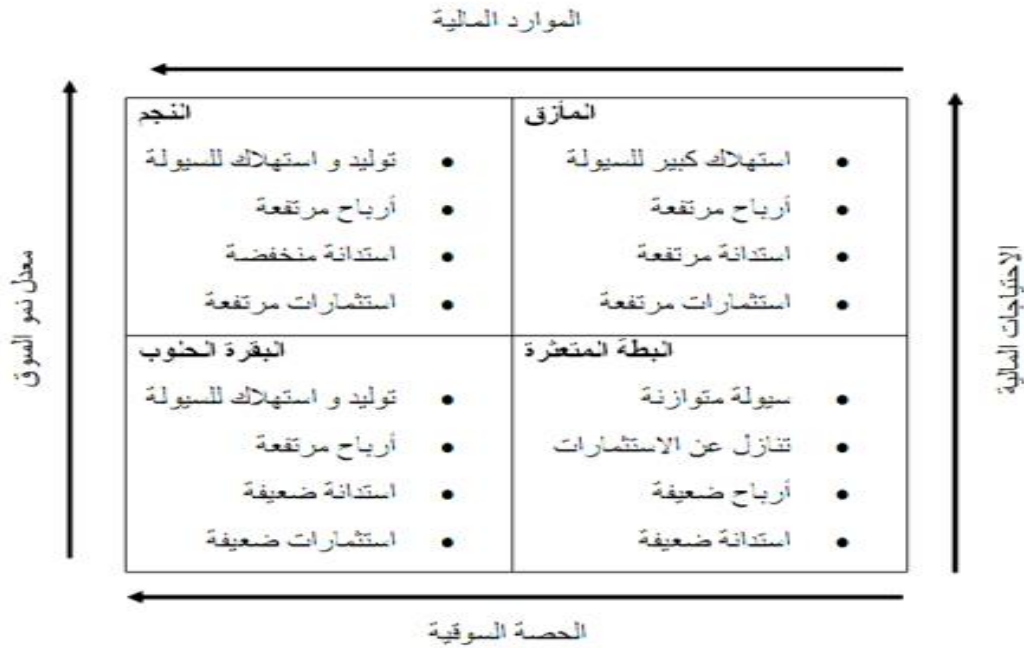 الموارد المالية
المأزق
استهلاك كبير للسيولة
أرباح مرتفعة
استدانة مرتفعة
استثمارات مرتفعة
النجم
توليد و استهلاك للسيولة
أرباح مرتفعة
استدانة منخفضة
استثمارات مرتفعة
البطة المتعثرة
سيولة متوازنة
تنازل عن الاستثمارات
أرباح ضعيفة
استدانة ضعيفة
البقرة الحلوب
توليد و استهلاك للسيولة
أرباح مرتفعة
استدانة ضعيفة
استثمارات ضعيفة
الاحتياجات المالية
معدل نمو السوق
الحصة السوقية